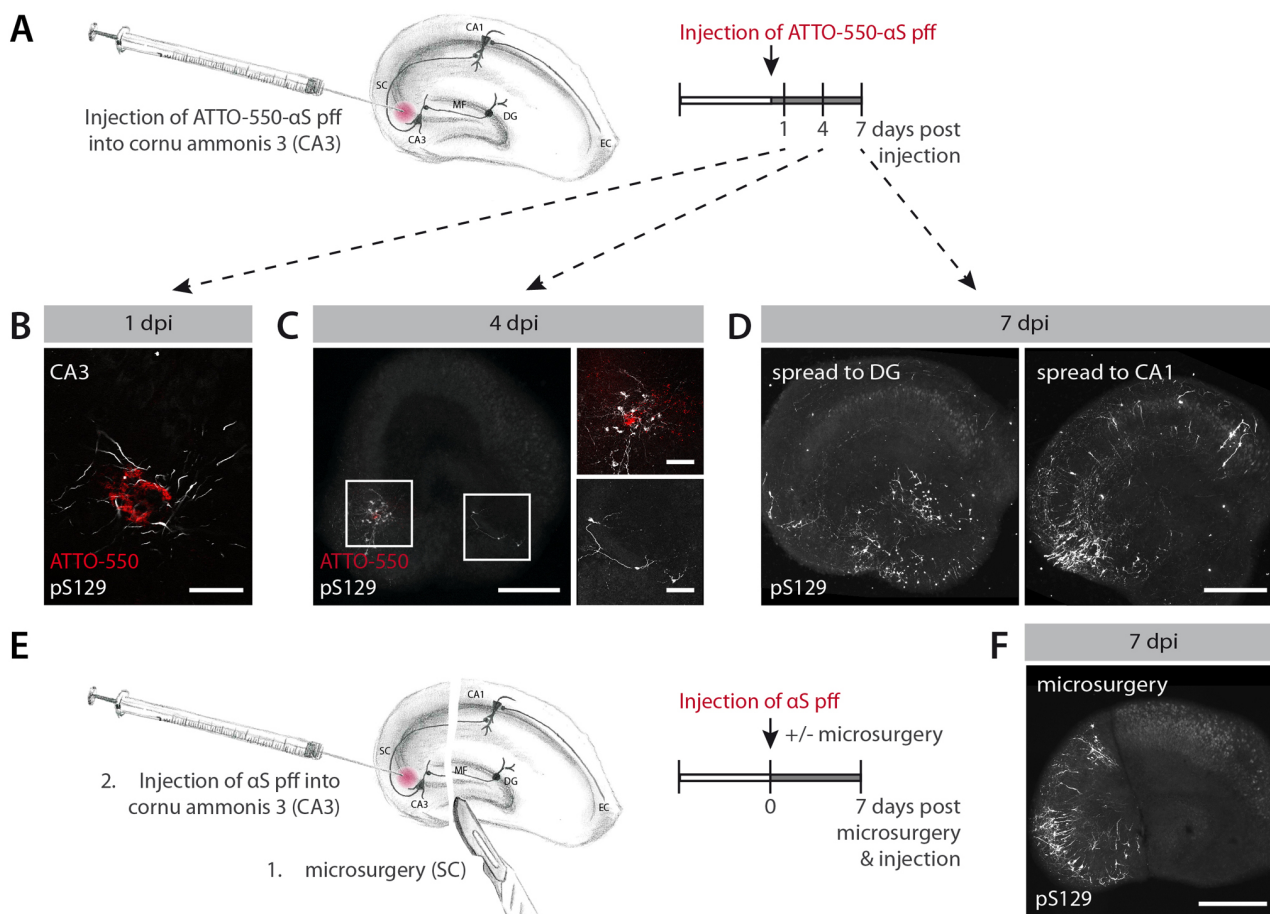 A
Injection of ATTO-550-αS pff
into cornu ammonis 3 (CA3)
CA1
SC
MF
DG
CA3
EC
Injection of ATTO-550-αS pff
1
4
7 days post
injection
B
1 dpi
CA3
ATTO-550
pS129
C
4 dpi
ATTO-550
pS129
D
7 dpi
spread to DG
spread to CA1
pS129
E
CA1
SC
MF
DG
CA3
EC
2. Injection of αS pff into
cornu ammonis 3 (CA3)
1. microsurgery (SC)
Injection of αS pff
+/- microsurgery
0
7 days post
microsurgery
& injection
F
7 dpi
microsurgery
pS129